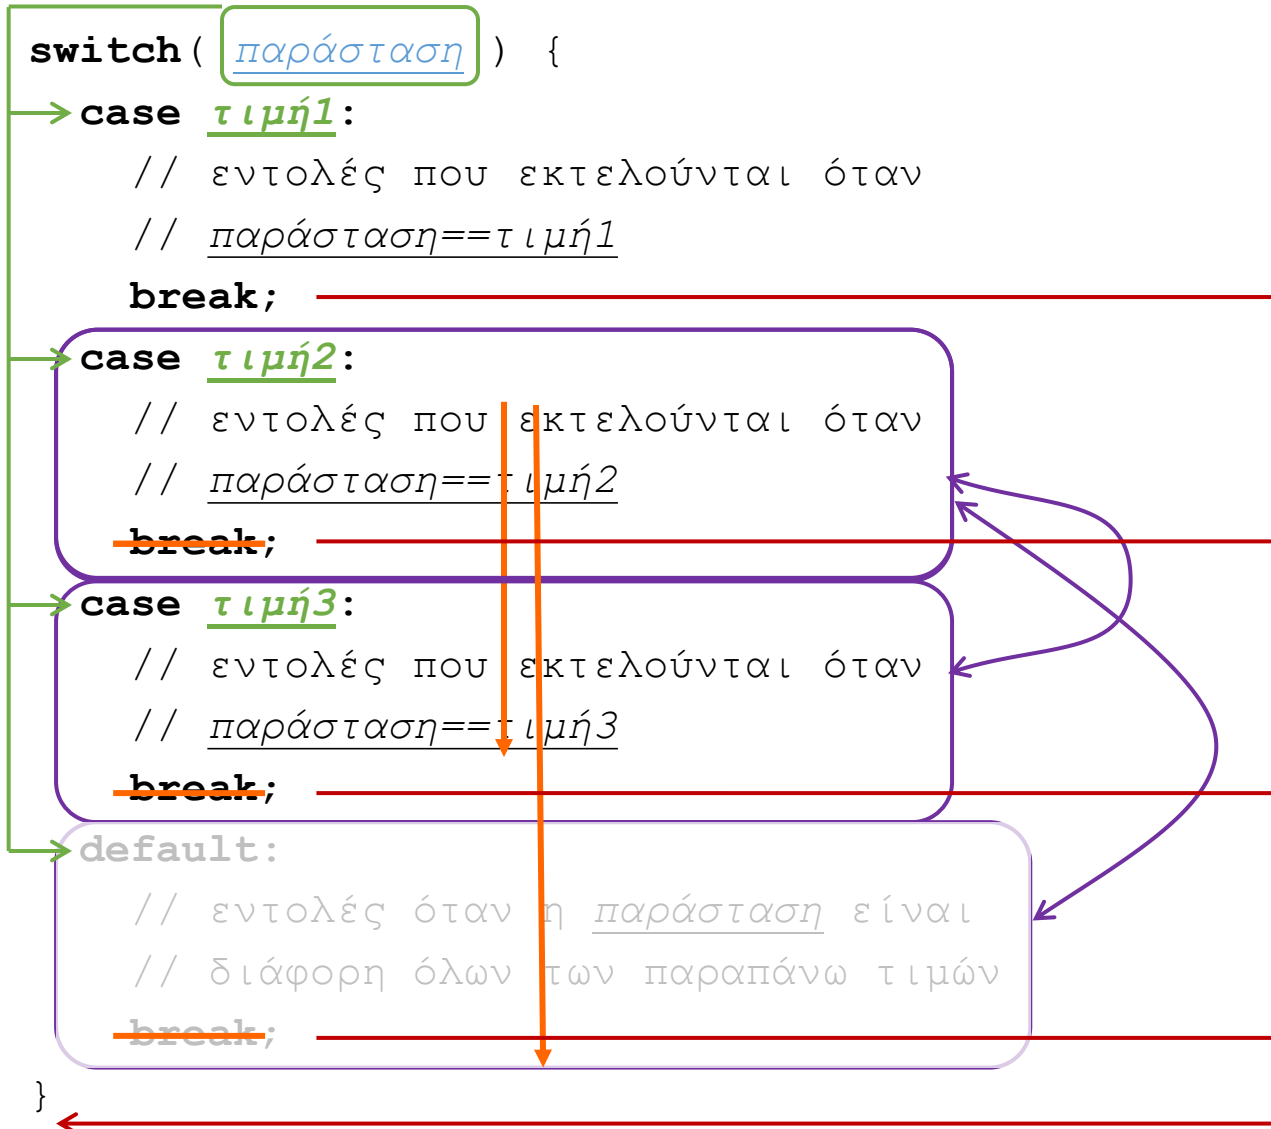 switch( παράσταση ) {
case τιμή1:
// εντολές που εκτελούνται όταν
// παράσταση==τιμή1
break;
case τιμή2:
// εντολές που εκτελούνται όταν
// παράσταση==τιμή2
break;
case τιμή3:
// εντολές που εκτελούνται όταν
// παράσταση==τιμή3
break;
default:
// εντολές όταν η παράσταση είναι
// διάφορη όλων των παραπάνω τιμών
break;
}